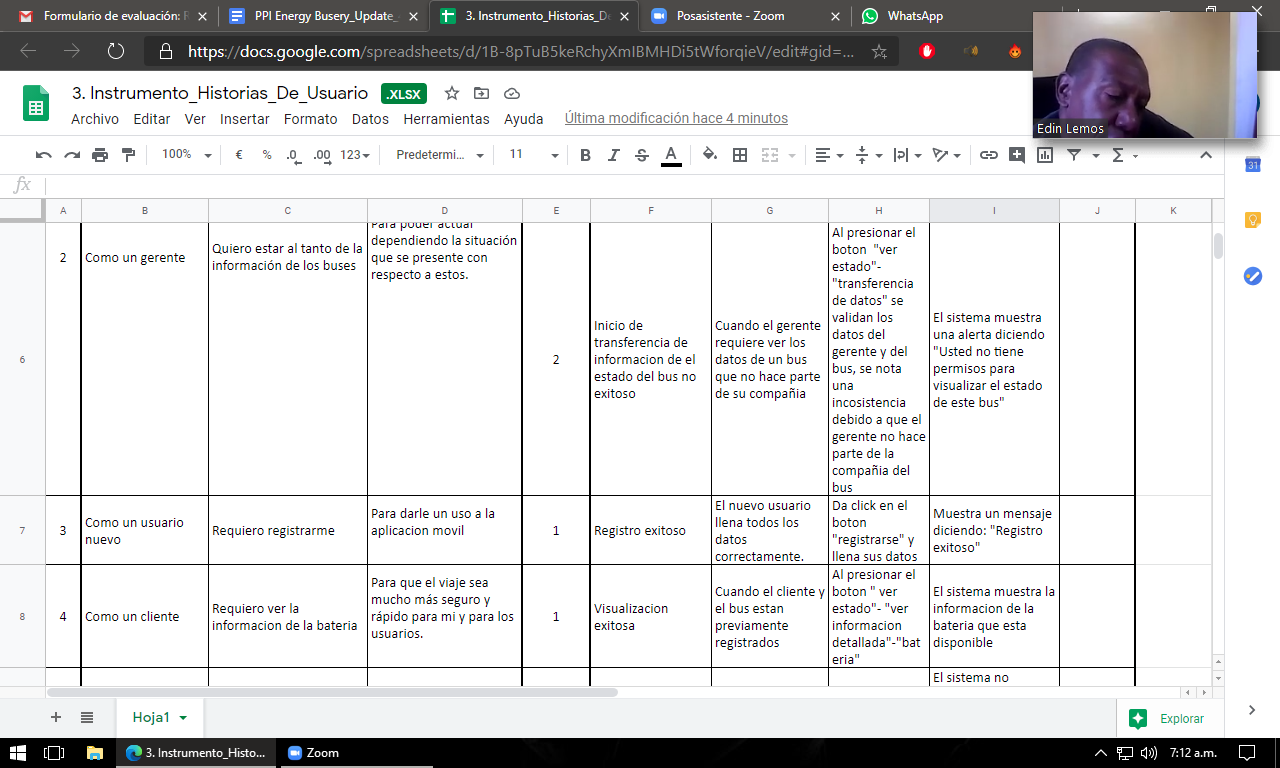 Formulario de evaluación: R
PPI Energy Busery_Update_
3. Instrumento_Historias_De
Posasistente - Zoom
WhatsApp
https://docs.google.com/spreadsheets/d/1B-8pTuB5keRchyXmIBMHDi5tWforqieV/edit#gid=...
Edin Lemos
3. Instrumento_Historias_De_Usuario
.XLSX
Archivo Editar Ver Insertar Formato Datos Herramientas Ayuda
Última modificación hace 4 minutos
100% € % .0 .00 123 Predetermi... 11 B I S A
fx
A B C D E F G H I J K
6
2
Como un gerente
Quiero estar al tanto de la
información de los buses
Para poder actuar
dependiendo la situación
que se presente con
respecto a estos.
2
Inicio de
transferencia de
informacion de el
estado del bus no
exitoso
Cuando el gerente
requiere ver los
datos de un bus
que no hace parte
de su compañia
Al presionar el
boton "ver
estado"-
"transferencia
de datos" se
validan los
datos del
gerente y del
bus, se nota
una
incosistencia
debido a que el
gerente no hace
parte de la
compañia del
bus
El sistema muestra
una alerta diciendo
"Usted no tiene
permisos para
visualizar el estado
de este bus"
7
3
Como un usuario
nuevo
Requiero registrarme
Para darle un uso a la
aplicacion movil
1
Registro exitoso
El nuevo usuario
llena todos los
datos
correctamente.
Da click en el
boton
"registrarse" y
llena sus datos
Muestra un mensaje
diciendo: "Registro
exitoso"
8
4
Como un cliente
Requiero ver la
informacion de la bateria
Para que el viaje sea
mucho más seguro y
rápido para mi y para los
usuarios.
1
Visualizacion
exitosa
Cuando el cliente y
el bus estan
previamente
registrados
Al presionar el
boton " ver
estado"- "ver
informacion
detallada"-"bat
eria"
El sistema muestra la
informacion de la
bateria que esta
disponible
El sistema no
Hoja1
Explorar
31
3. Instrumento_Histo...
Zoom
7:12 a.m.